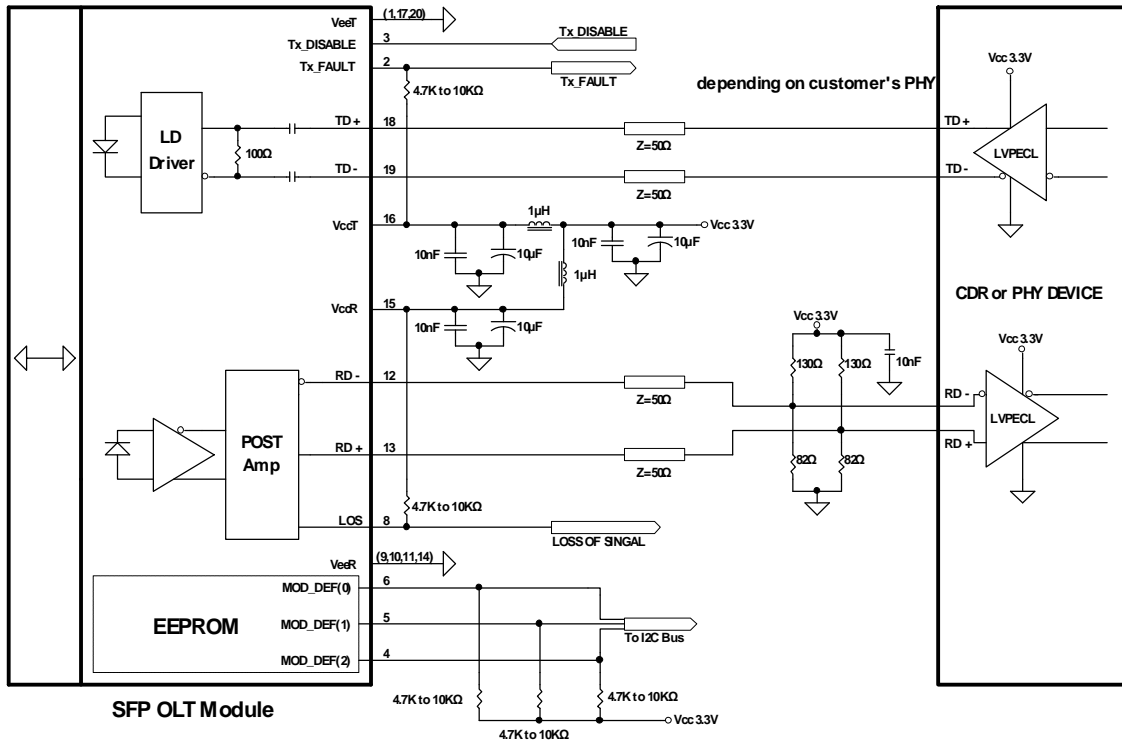 VeeT
(1,17,20)
Tx_DISABLE
3
Tx_DISABLE
Tx_FAULT
2
Tx_FAULT
4.7K to 10KΩ
depending on customer's PHY
Vcc 3.3V
LD
Driver
100Ω
TD +
18
Z=50Ω
TD +
LVPECL
TD -
19
Z=50Ω
TD -
VccT
16
1μH
Vcc 3.3V
10nF
10μF
10nF
10μF
1μH
VccR
15
10nF
10μF
CDR or PHY DEVICE
Vcc 3.3V
130Ω
130Ω
10nF
Vcc 3.3V
RD -
12
Z=50Ω
RD -
LVPECL
POST
Amp
RD +
13
Z=50Ω
RD +
82Ω
82Ω
4.7K to 10KΩ
LOS
8
LOSS OF SINGAL
VeeR
(9,10,11,14)
MOD_DEF(0)
6
EEPROM
MOD_DEF(1)
5
To I2C Bus
MOD_DEF(2)
4
4.7K to 10KΩ
4.7K to 10KΩ
4.7K to 10KΩ
Vcc 3.3V
SFP OLT Module